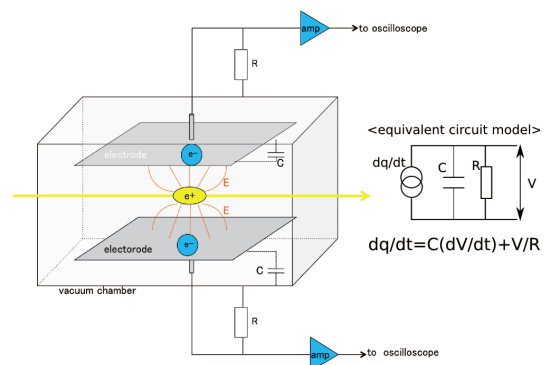 amp
to oscilloscope
R
<equivalent circuit model>
electrode
e−
C
E
dq/dt
C
R
V
e+
E
e−
electorode
C
dq/dt=C(dV/dt)+V/R
vacuum chamber
R
amp
to oscilloscope